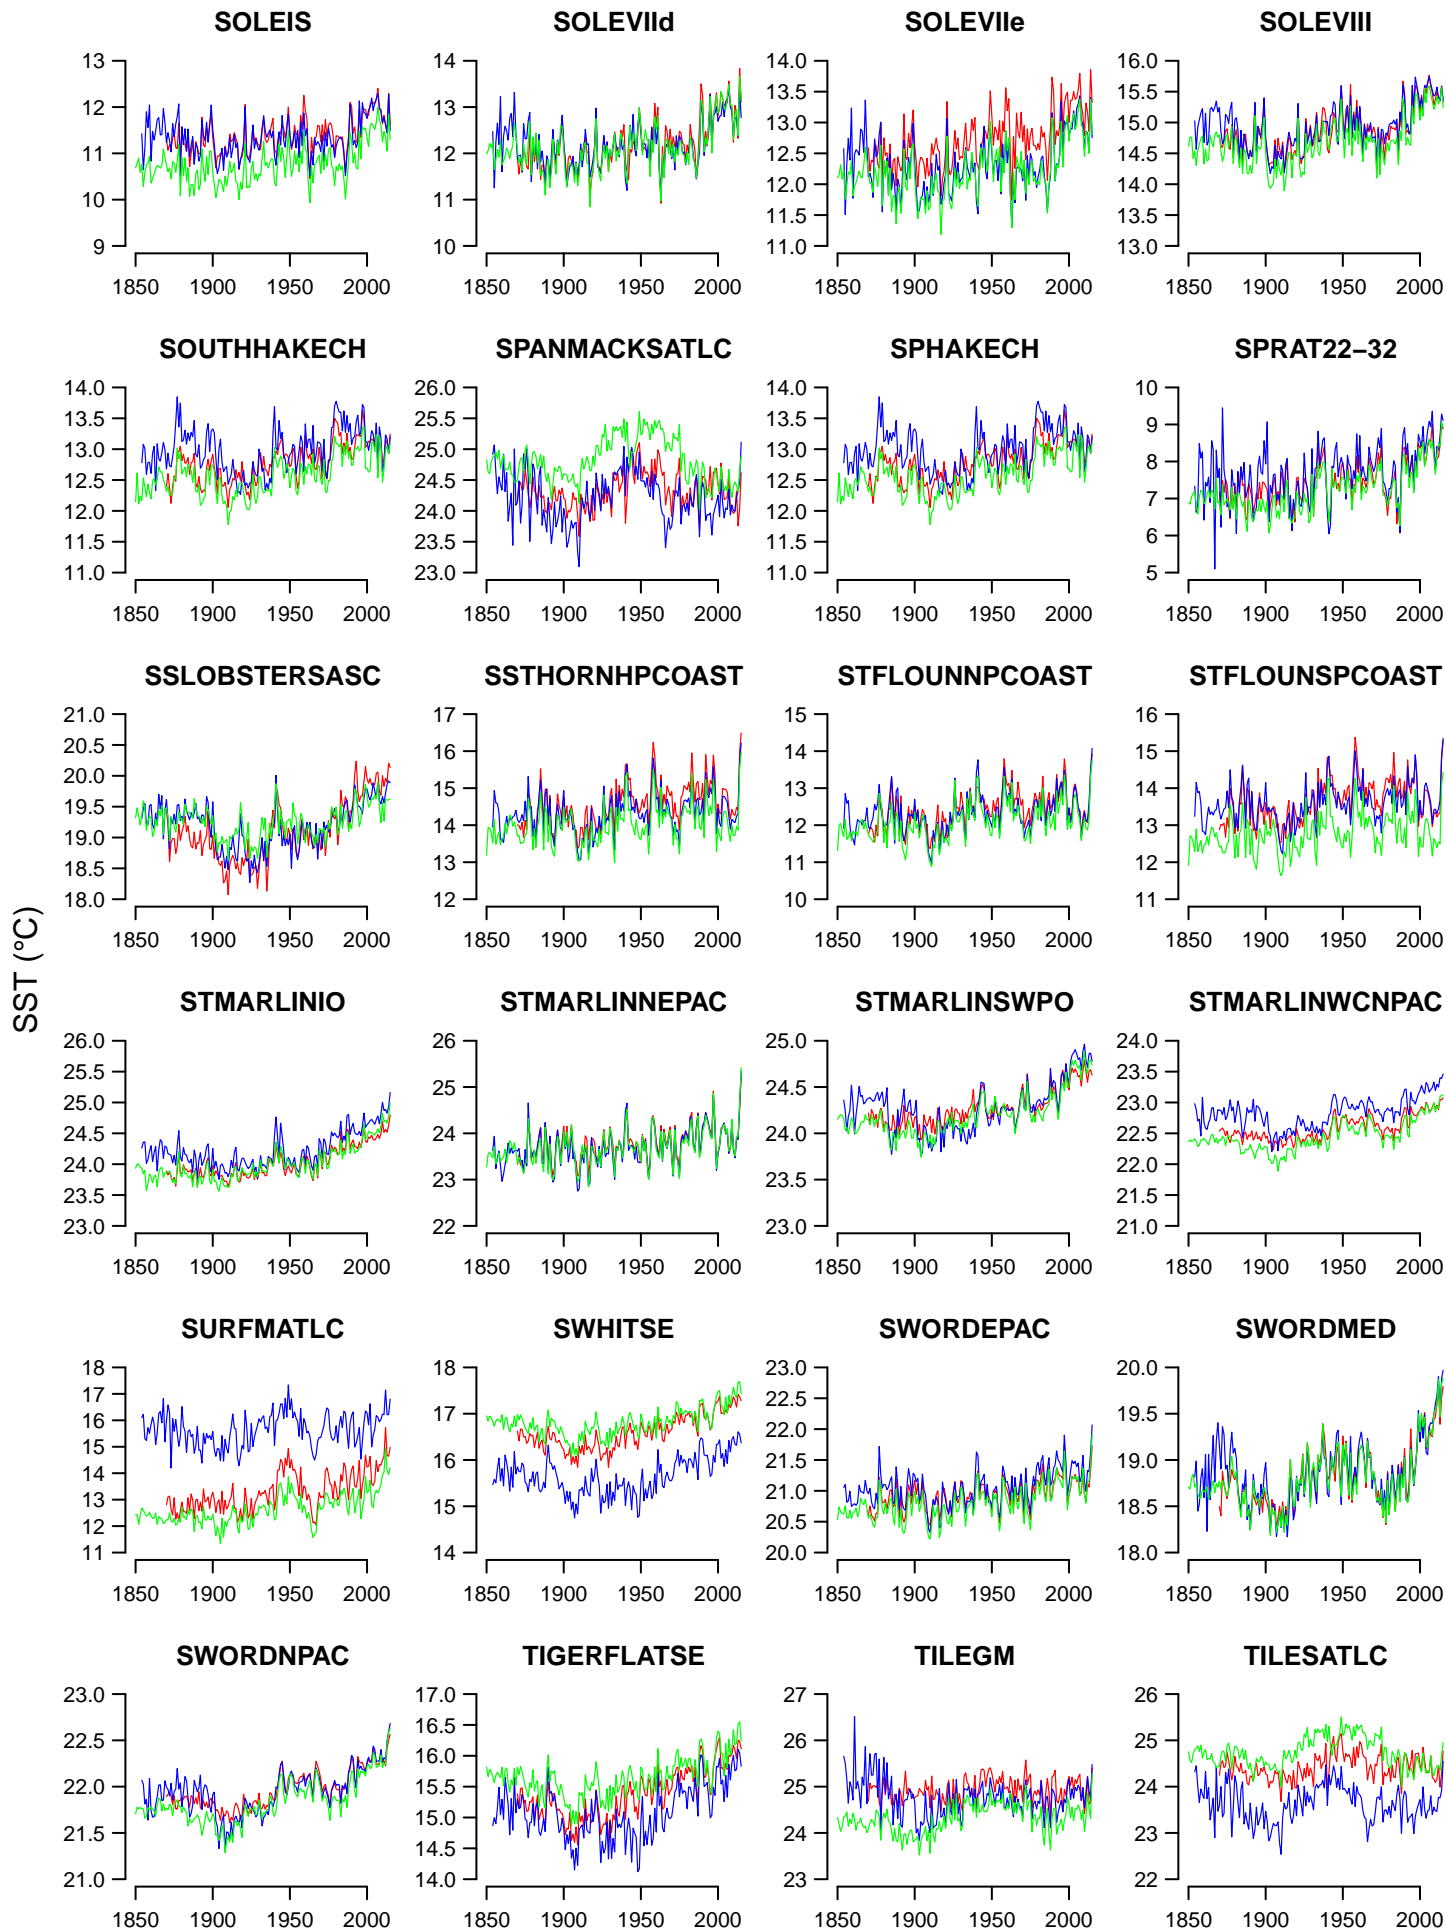 SOLEIS SOLEVIId SOLEVIIe SOLEVIII
13 14 14.0 16.0
12 13 13.5 15.5
11 12 13.0 15.0
10 11 12.5 14.5
9 10 12.0 14.0
11.5 13.5
11.0 13.0
1850 1900 1950 2000 1850 1900 1950 2000 1850 1900 1950 2000 1850 1900 1950 2000
SOUTHHAKECH SPANMACKSATLC SPHAKECH SPRAT22−32
14.0 26.0 14.0 10
13.5 25.5 13.5 9
13.0 25.0 13.0 8
12.5 24.5 12.5 7
12.0 24.0 12.0 6
11.5 23.5 11.5 5
11.0 23.0 11.0
1850 1900 1950 2000 1850 1900 1950 2000 1850 1900 1950 2000 1850 1900 1950 2000
SSLOBSTERSASC SSTHORNHPCOAST STFLOUNNPCOAST STFLOUNSPCOAST
21.0 17 15 16
20.5 16 14 15
20.0 15 13 14
19.5 14 12 13
19.0 13 11 12
18.5 12 10 11
18.0
1850 1900 1950 2000 1850 1900 1950 2000 1850 1900 1950 2000 1850 1900 1950 2000
SST (°C)
STMARLINIO STMARLINNEPAC STMARLINSWPO STMARLINWCNPAC
26.0 26 25.0 24.0
25.5 25 24.5 23.5
25.0 24 24.0 23.0
24.5 23 23.5 22.5
24.0 22 23.0 22.0
23.5 21.5
23.0 21.0
1850 1900 1950 2000 1850 1900 1950 2000 1850 1900 1950 2000 1850 1900 1950 2000
SURFMATLC SWHITSE SWORDEPAC SWORDMED
18 18 23.0 20.0
17 17 22.5 19.5
16 16 22.0 19.0
15 15 21.5 18.5
14 14 21.0 18.0
13 20.5
12 20.0
11
1850 1900 1950 2000 1850 1900 1950 2000 1850 1900 1950 2000 1850 1900 1950 2000
SWORDNPAC TIGERFLATSE TILEGM TILESATLC
23.0 17.0 27 26
22.5 16.5 26 25
22.0 16.0 25 24
21.5 15.5 24 23
21.0 15.0 23 22
14.5
14.0
1850 1900 1950 2000 1850 1900 1950 2000 1850 1900 1950 2000 1850 1900 1950 2000